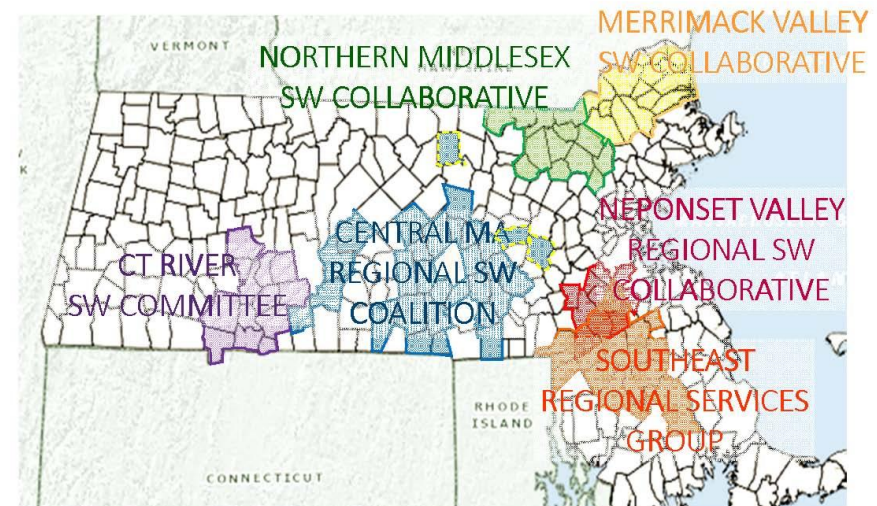 VERMONT
MERRIMACK VALLEY
SW COLLABORATIVE
NORTHERN MIDDLESEX
SW COLLABORATIVE
NEPONSET VALLEY
REGIONAL SW
COLLABORATIVE
CENTRAL MA
REGIONAL SW
COALITION
CT RIVER
SW COMMITTEE
SOUTHEAST
REGIONAL SERVICES
GROUP
RHODE
ISLAND
CONNECTICUT